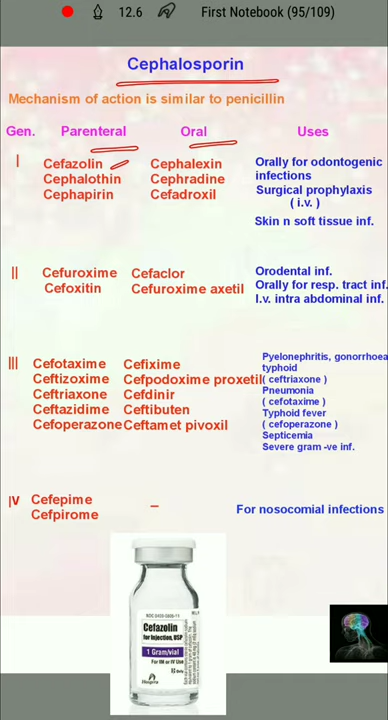 12.6 First Notebook (95/109)
Cephalosporin
Mechanism of action is similar to penicillin
Gen. Parenteral Oral Uses
I Cefazolin Cephalexin Orally for odontogenic
Cephalothin Cephradine infections
Cephapirin Cefadroxil Surgical prophylaxis
( i.v. )
Skin n soft tissue inf.
II Cefuroxime Cefaclor Orodental inf.
Cefoxitin Cefuroxime axetil Orally for resp. tract inf.
I.v. intra abdominal inf.
III Cefotaxime Cefixime Pyelonephritis, gonorrhoea
Ceftizoxime Cefpodoxime proxetil typhoid
( ceftriaxone )
Ceftriaxone Cefdinir Pneumonia
Ceftazidime Ceftibuten ( cefotaxime )
Typhoid fever
Cefoperazone Ceftamet pivoxil ( cefoperazone )
Septicemia
Severe gram -ve inf.
IV Cefepime – For nosocomial infections
Cefpirome
Cefazolin
for Injection, USP
1 Gram/vial
For IM or IV Use